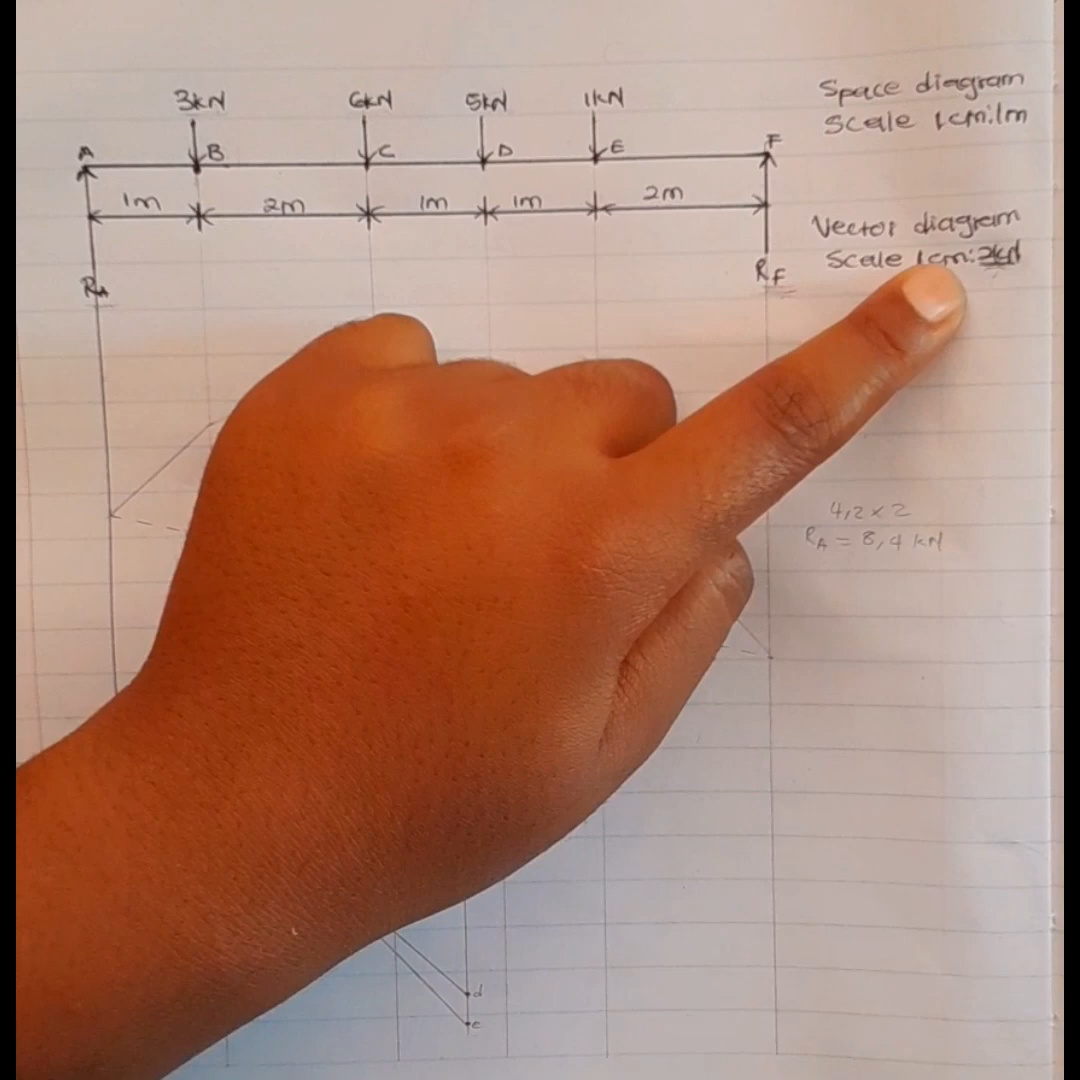 3kN 6kN 5kN 1kN
Space diagram
Scale 1cm:1m
A B C D E F
1m 2m 1m 1m 2m
Vector diagram
Scale 1cm:2kN
RA RF
4,2 x 2
RA = 8,4 kN
d
e